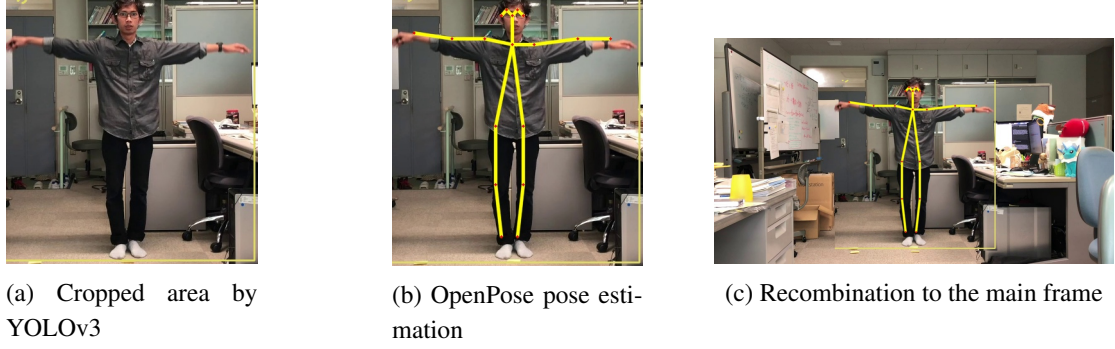 (a) Cropped area by
YOLOv3
(b) OpenPose pose esti-
mation
(c) Recombination to the main frame